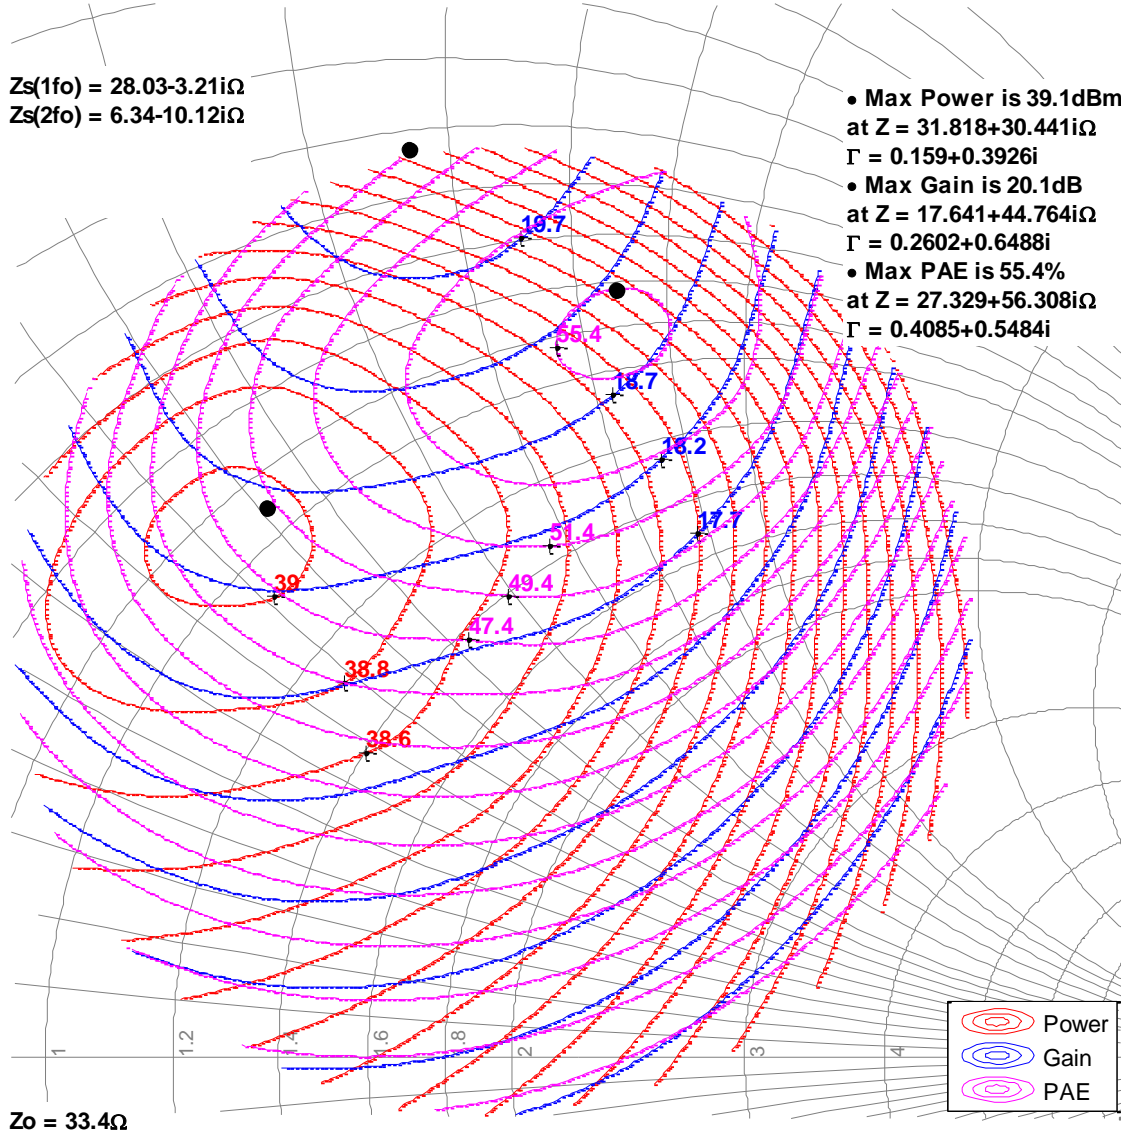 Zs(1fo) = 28.03-3.21iΩ
Zs(2fo) = 6.34-10.12iΩ
• Max Power is 39.1dBm
at Z = 31.818+30.441iΩ
Γ = 0.159+0.3926i
• Max Gain is 20.1dB
at Z = 17.641+44.764iΩ
Γ = 0.2602+0.6488i
• Max PAE is 55.4%
at Z = 27.329+56.308iΩ
Γ = 0.4085+0.5484i
19.7
55.4
18.7
18.2
17.7
51.4
39
49.4
47.4
38.8
38.6
1
1.2
1.4
1.6
1.8
2
3
4
Power
Gain
PAE
Zo = 33.4Ω